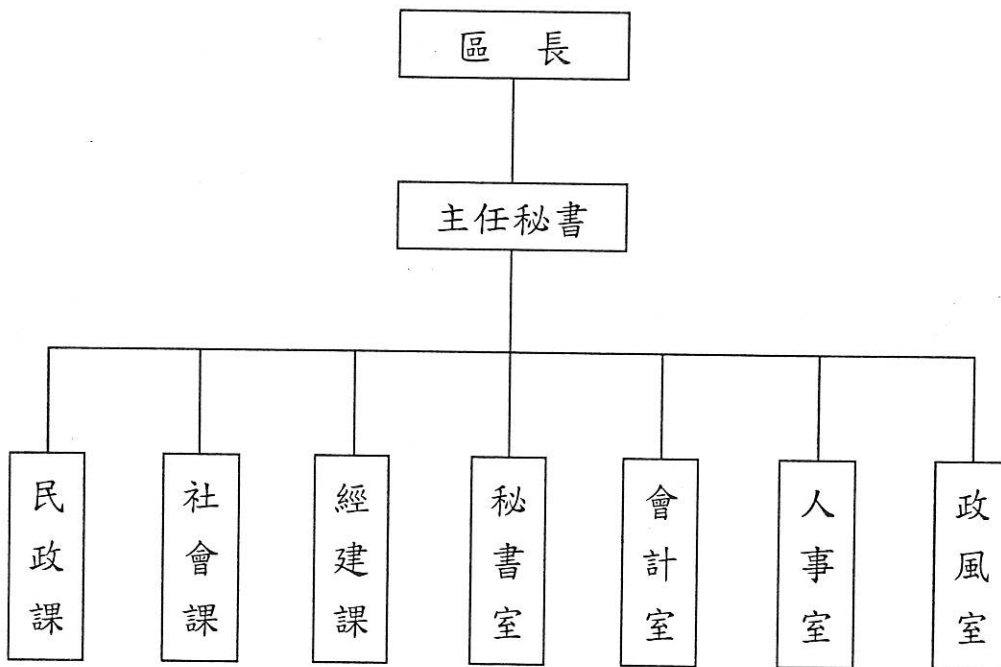 區 長
主任秘書
民政課
社會課
經建課
秘書室
會計室
人事室
政風室